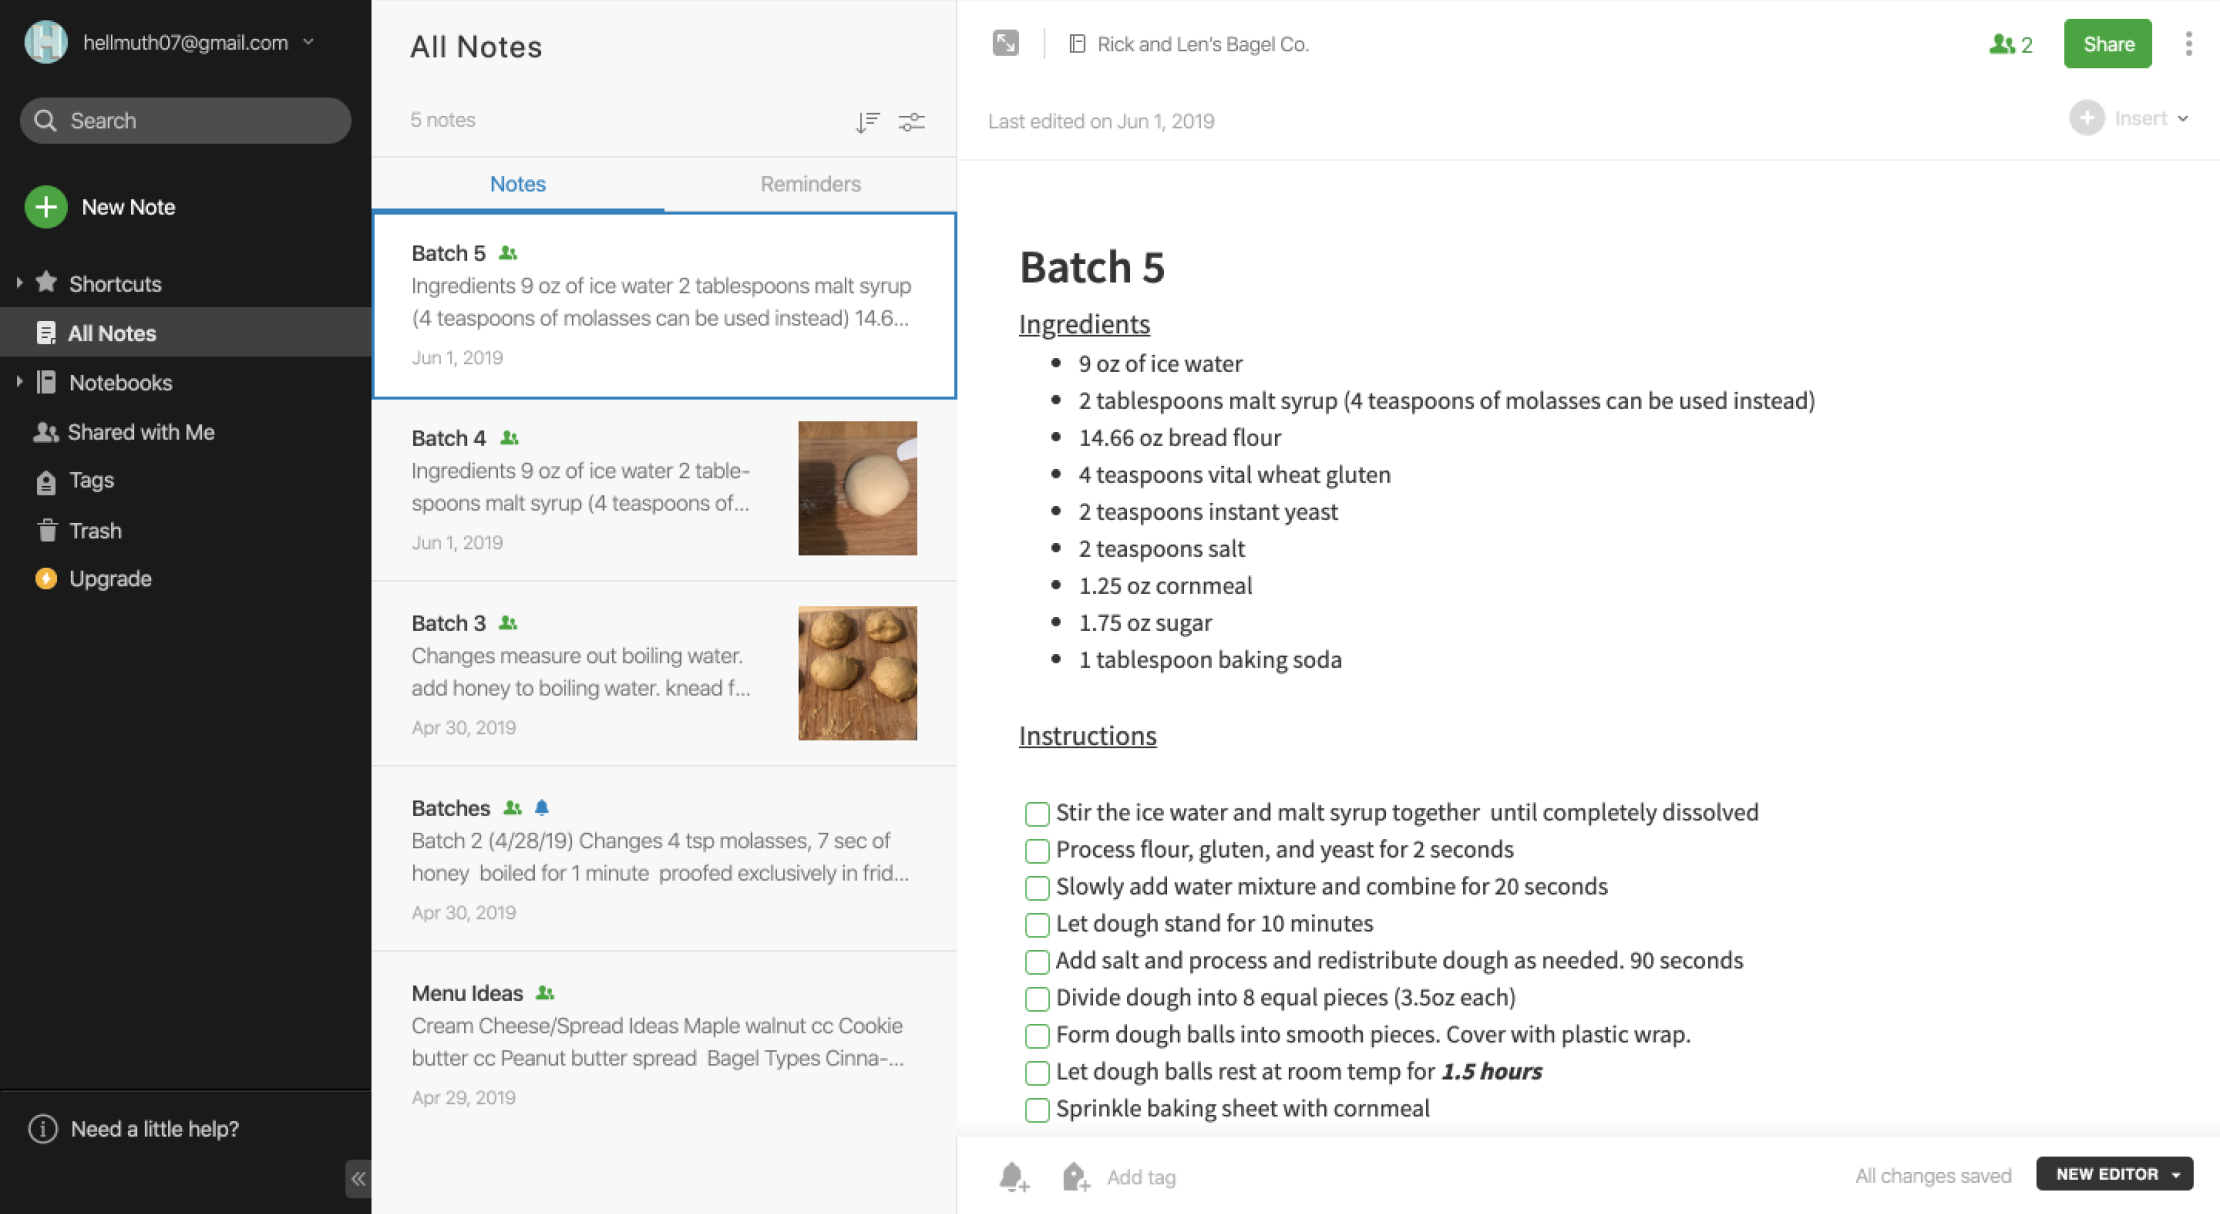 hellmuth07@gmail.com
Search
New Note
Shortcuts
All Notes
Notebooks
Shared with Me
Tags
Trash
Upgrade
Need a little help?
All Notes
5 notes
Notes
Reminders
Batch 5
Ingredients 9 oz of ice water 2 tablespoons malt syrup
(4 teaspoons of molasses can be used instead) 14.6...
Jun 1, 2019
Batch 4
Ingredients 9 oz of ice water 2 table-
spoons malt syrup (4 teaspoons of...
Jun 1, 2019
Batch 3
Changes measure out boiling water.
add honey to boiling water. knead f...
Apr 30, 2019
Batches
Batch 2 (4/28/19) Changes 4 tsp molasses, 7 sec of
honey  boiled for 1 minute  proofed exclusively in frid...
Apr 30, 2019
Menu Ideas
Cream Cheese/Spread Ideas Maple walnut cc Cookie
butter cc Peanut butter spread  Bagel Types Cinna-...
Apr 29, 2019
Rick and Len's Bagel Co.
2
Share
Last edited on Jun 1, 2019
Insert
Batch 5
Ingredients
• 9 oz of ice water
• 2 tablespoons malt syrup (4 teaspoons of molasses can be used instead)
• 14.66 oz bread flour
• 4 teaspoons vital wheat gluten
• 2 teaspoons instant yeast
• 2 teaspoons salt
• 1.25 oz cornmeal
• 1.75 oz sugar
• 1 tablespoon baking soda
Instructions
Stir the ice water and malt syrup together  until completely dissolved
Process flour, gluten, and yeast for 2 seconds
Slowly add water mixture and combine for 20 seconds
Let dough stand for 10 minutes
Add salt and process and redistribute dough as needed. 90 seconds
Divide dough into 8 equal pieces (3.5oz each)
Form dough balls into smooth pieces. Cover with plastic wrap.
Let dough balls rest at room temp for 1.5 hours
Sprinkle baking sheet with cornmeal
Add tag
All changes saved
NEW EDITOR